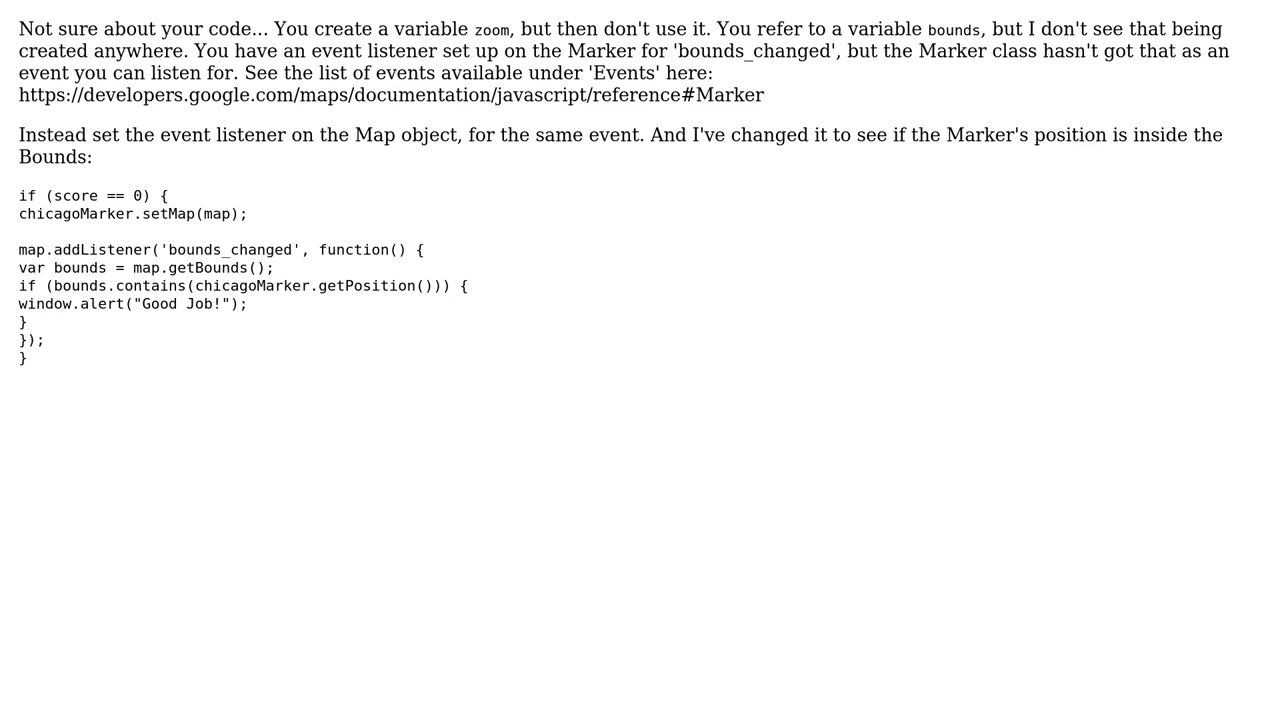 Not sure about your code... You create a variable zoom, but then don't use it. You refer to a variable bounds, but I don't see that being
created anywhere. You have an event listener set up on the Marker for 'bounds_changed', but the Marker class hasn't got that as an
event you can listen for. See the list of events available under 'Events' here:
https://developers.google.com/maps/documentation/javascript/reference#Marker
Instead set the event listener on the Map object, for the same event. And I've changed it to see if the Marker's position is inside the
Bounds:
if (score == 0) {
chicagoMarker.setMap(map);
map.addListener('bounds_changed', function() {
var bounds = map.getBounds();
if (bounds.contains(chicagoMarker.getPosition())) {
window.alert("Good Job!");
}
});
}